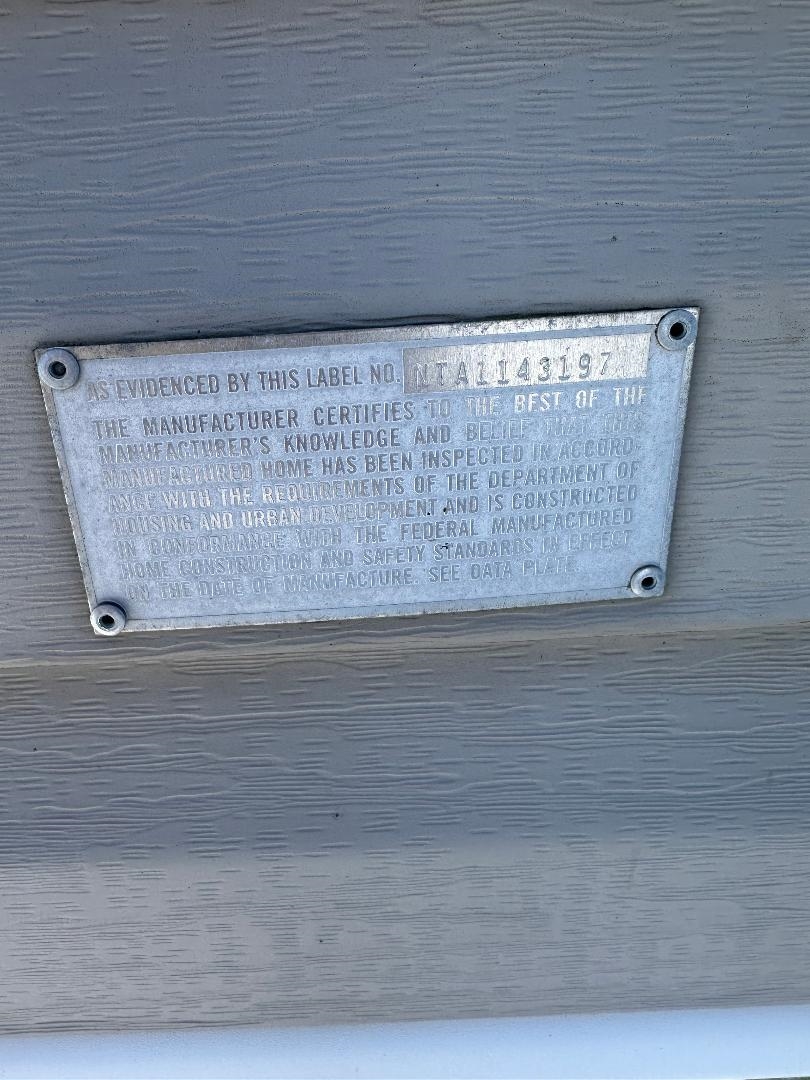 AS EVIDENCED BY THIS LABEL NO. NTA1143197
THE MANUFACTURER CERTIFIES TO THE BEST OF THE
MANUFACTURER'S KNOWLEDGE AND BELIEF THAT THIS
MANUFACTURED HOME HAS BEEN INSPECTED IN ACCORD-
ANCE WITH THE REQUIREMENTS OF THE DEPARTMENT OF
HOUSING AND URBAN DEVELOPMENT AND IS CONSTRUCTED
IN CONFORMANCE WITH THE FEDERAL MANUFACTURED
HOME CONSTRUCTION AND SAFETY STANDARDS IN EFFECT
ON THE DATE OF MANUFACTURE. SEE DATA PLATE.